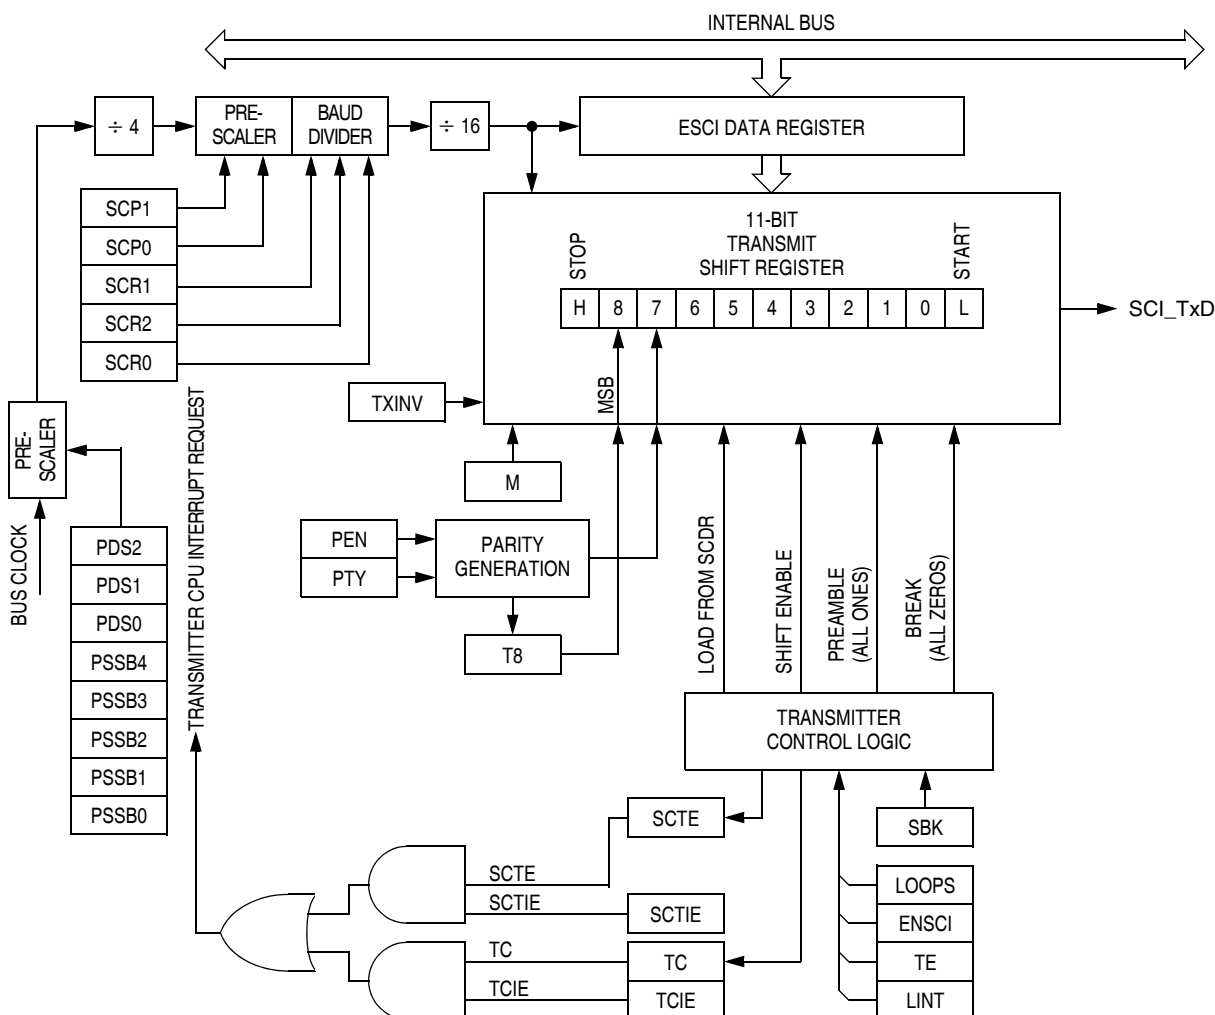 INTERNAL BUS
÷ 4
PRE-
SCALER
BAUD
DIVIDER
÷ 16
ESCI DATA REGISTER
SCP1
SCP0
SCR1
SCR2
SCR0
11-BIT
TRANSMIT
SHIFT REGISTER
STOP
START
H 8 7 6 5 4 3 2 1 0 L
SCI_TxD
MSB
TXINV
M
PRE-
SCALER
BUS CLOCK
TRANSMITTER CPU INTERRUPT REQUEST
PDS2
PDS1
PDS0
PSSB4
PSSB3
PSSB2
PSSB1
PSSB0
PEN
PTY
PARITY
GENERATION
T8
LOAD FROM SCDR
SHIFT ENABLE
PREAMBLE
(ALL ONES)
BREAK
(ALL ZEROS)
TRANSMITTER
CONTROL LOGIC
SCTE
SBK
SCTE
SCTIE
SCTIE
TC
TCIE
TC
TCIE
LOOPS
ENSCI
TE
LINT